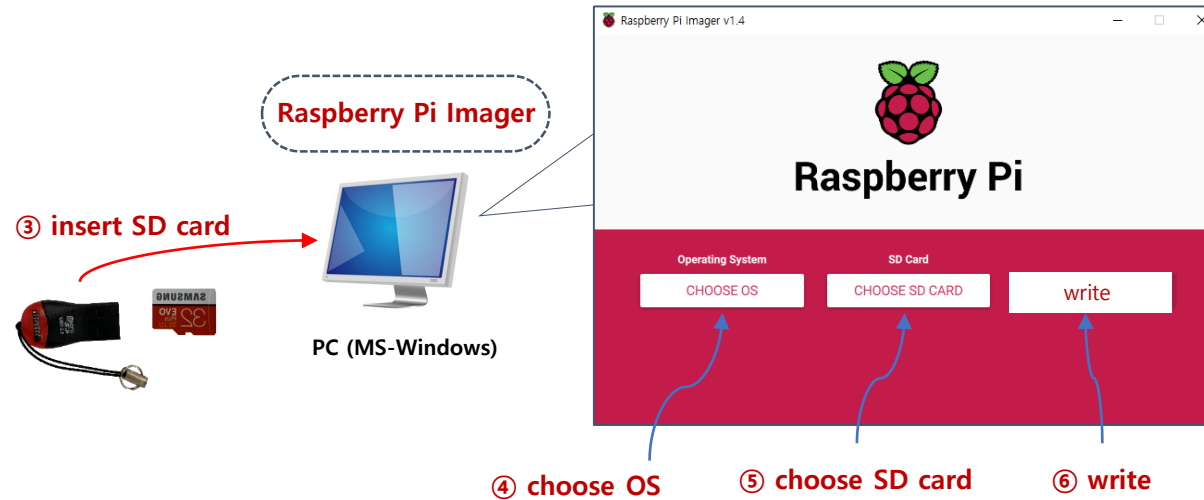 Raspberry Pi Imager v1.4
Raspberry Pi Imager
Raspberry Pi
③ insert SD card
Operating System
SD Card
CHOOSE OS
CHOOSE SD CARD
write
SAMSUNG
EVO
32
PC (MS-Windows)
④ choose OS
⑤ choose SD card
⑥ write